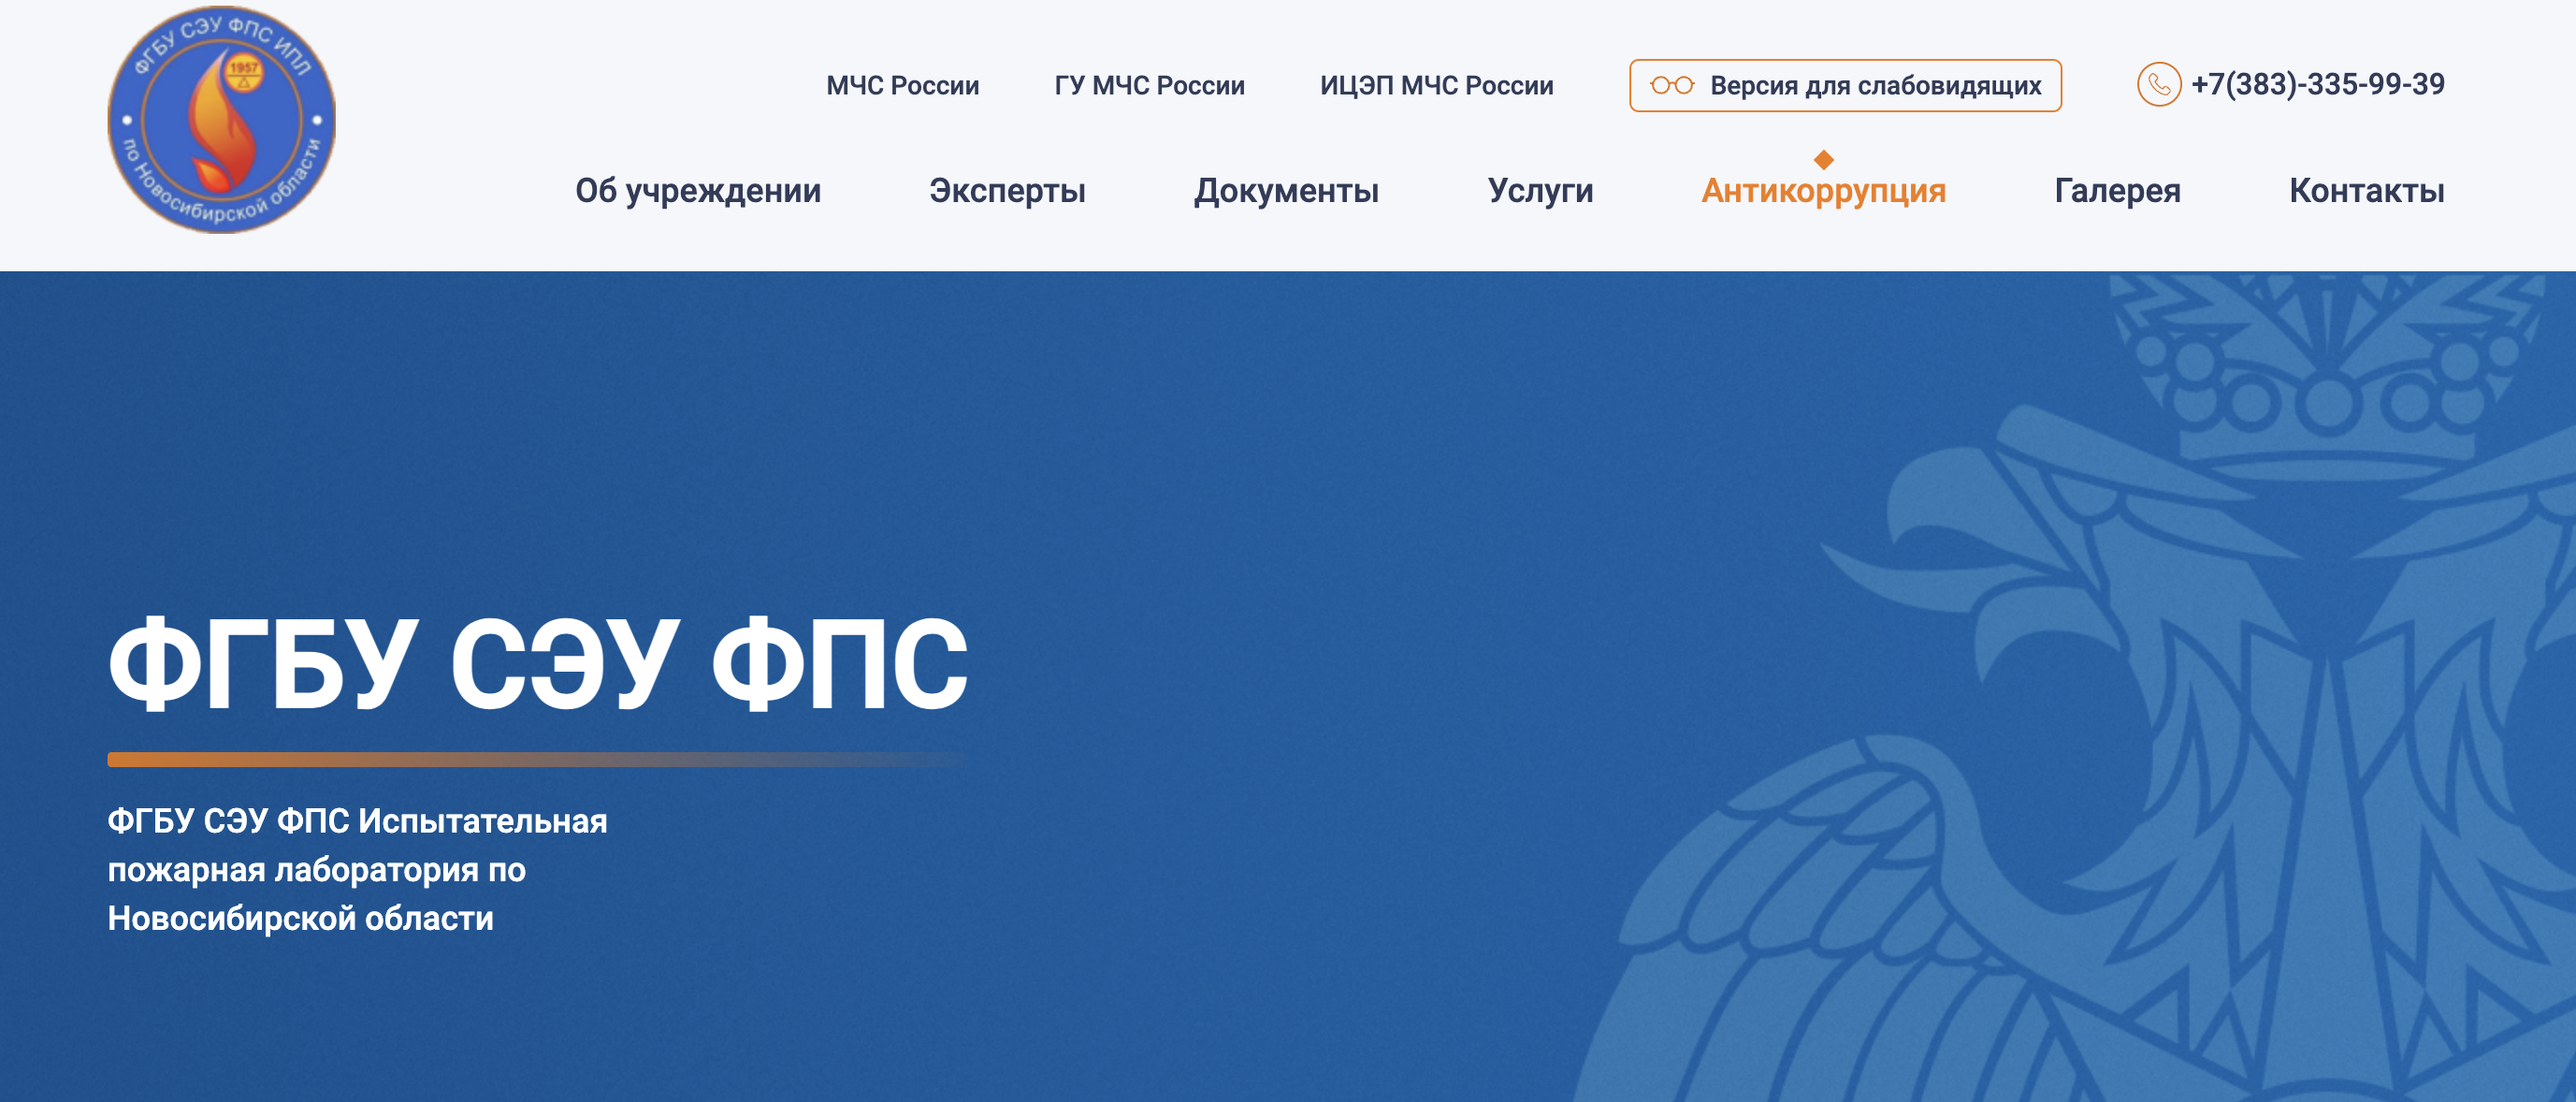 ФГБУ СЭУ ФПС ИПЛ
1957
по Новосибирской области
МЧС России
ГУ МЧС России
ИЦЭП МЧС России
Версия для слабовидящих
+7(383)-335-99-39
Об учреждении
Эксперты
Документы
Услуги
Антикоррупция
Галерея
Контакты
ФГБУ СЭУ ФПС
ФГБУ СЭУ ФПС Испытательная
пожарная лаборатория по
Новосибирской области